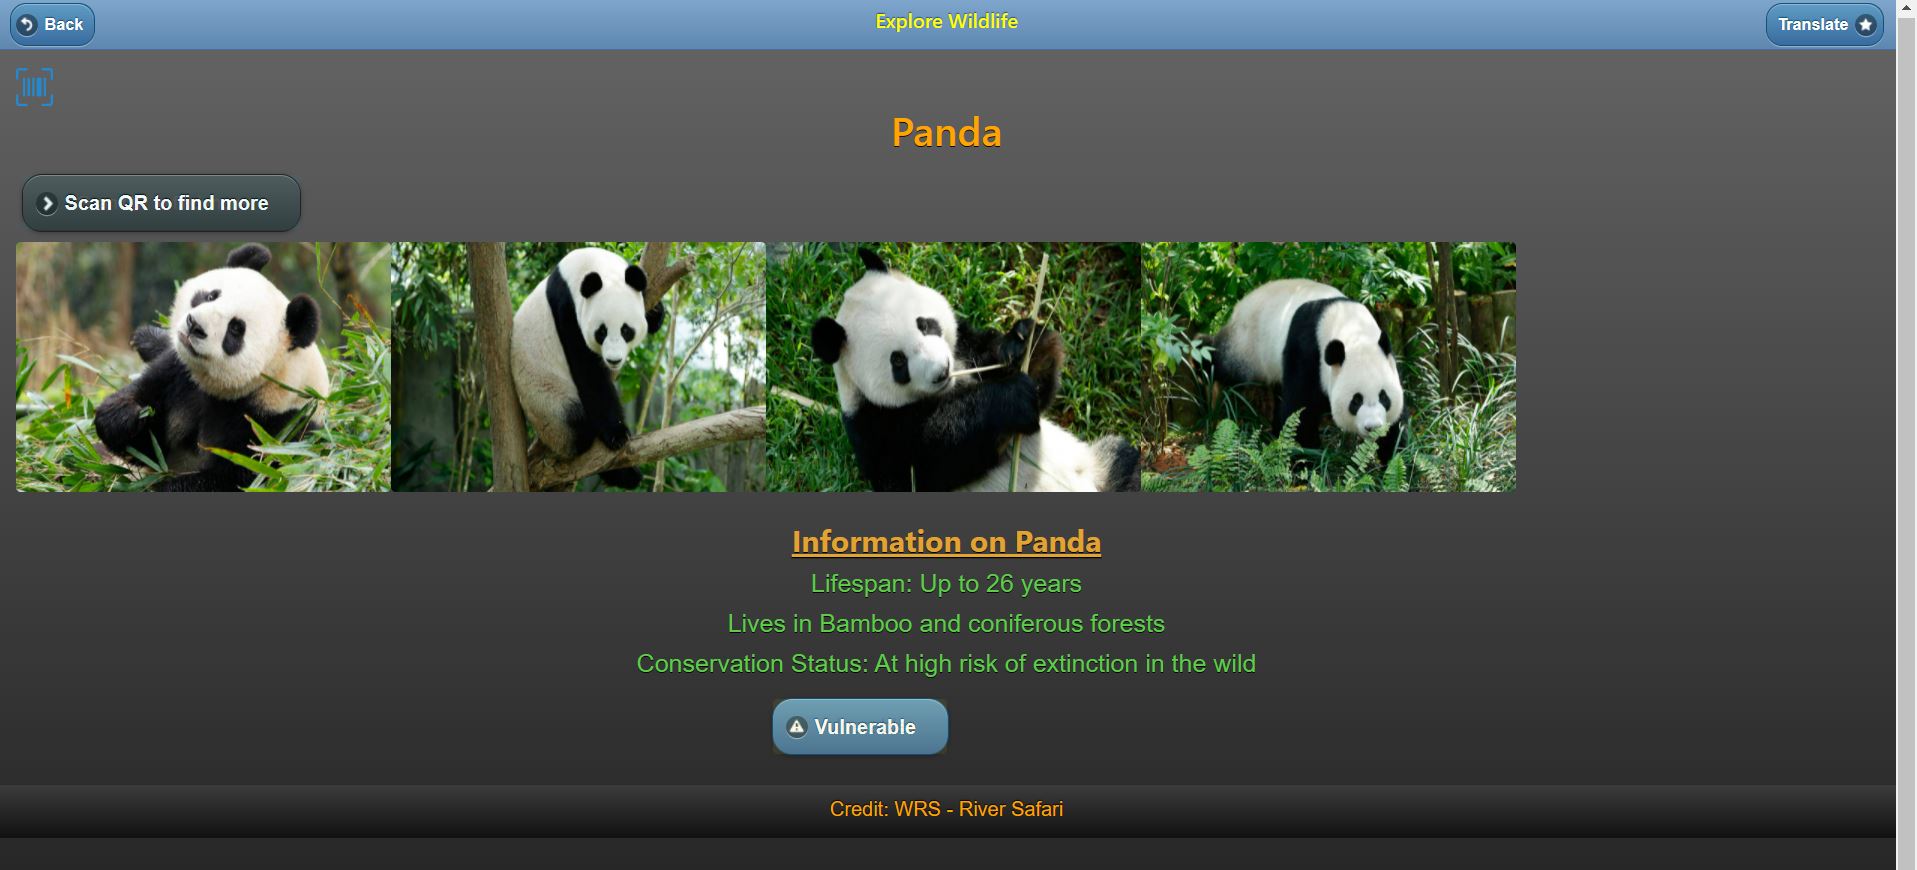 Back
Explore Wildlife
Translate
Panda
Scan QR to find more
Information on Panda
Lifespan: Up to 26 years
Lives in Bamboo and coniferous forests
Conservation Status: At high risk of extinction in the wild
Vulnerable
Credit: WRS - River Safari